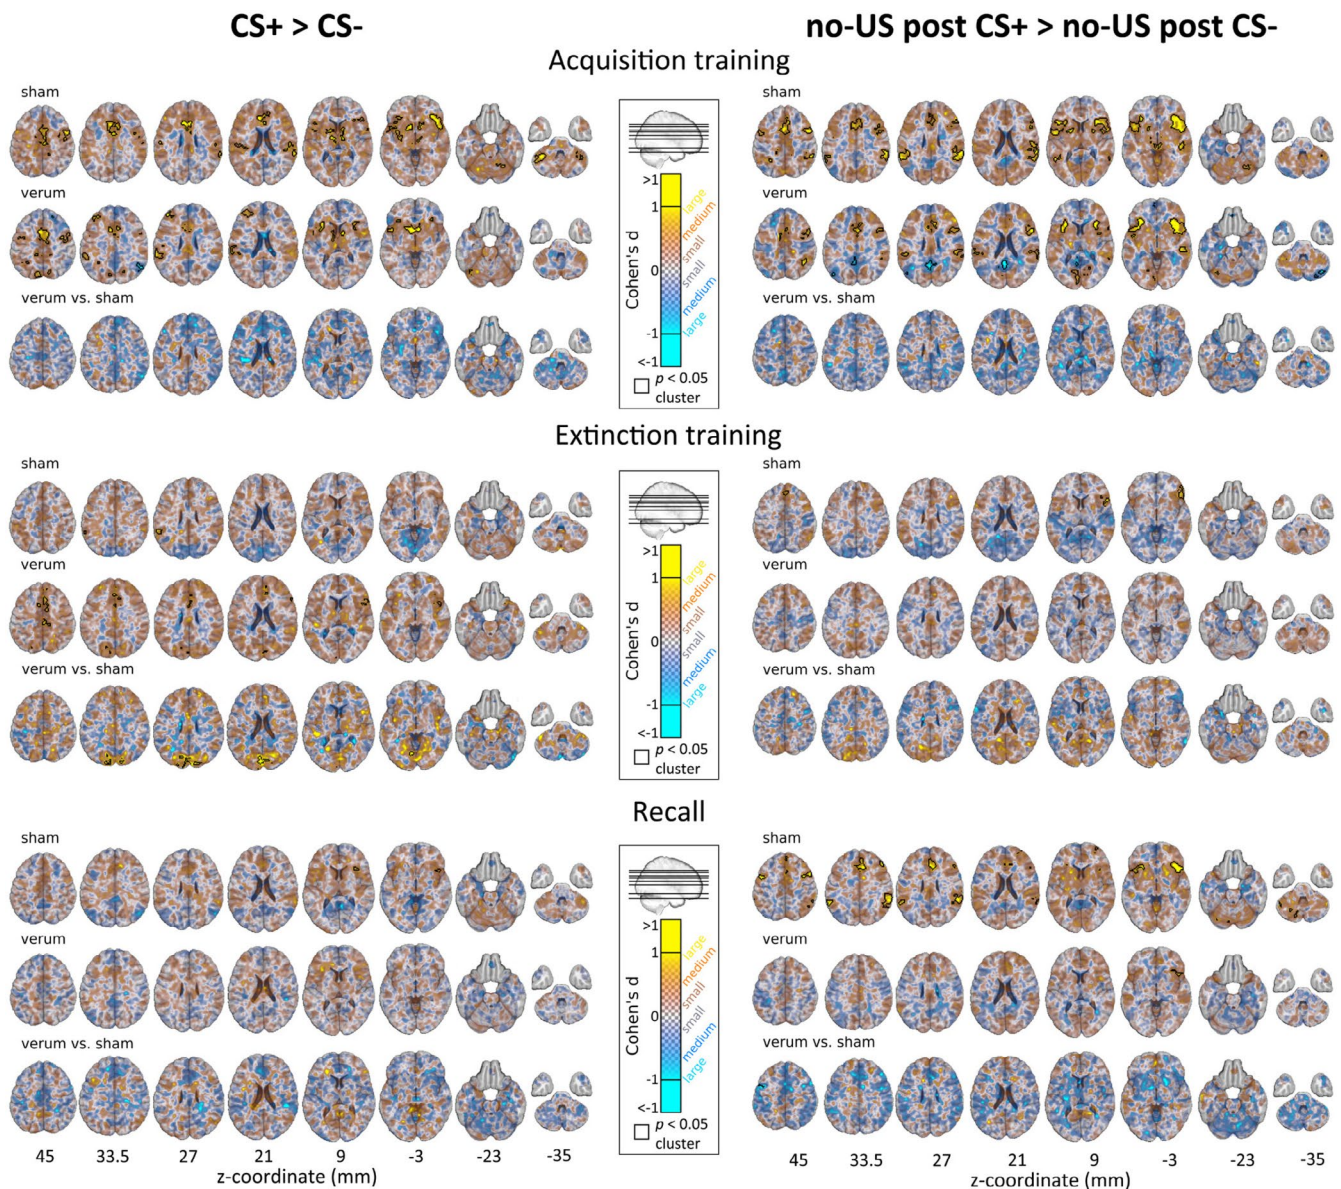 CS+ > CS-
no-US post CS+ > no-US post CS-
Acquisition training
sham
verum
verum vs. sham
>1
1
0
-1
<-1
Cohen's d
large
medium
small
small
medium
large
p < 0.05
cluster
sham
verum
verum vs. sham
Extinction training
sham
verum
verum vs. sham
>1
1
0
-1
<-1
Cohen's d
large
medium
small
small
medium
large
p < 0.05
cluster
sham
verum
verum vs. sham
Recall
sham
verum
verum vs. sham
>1
1
0
-1
<-1
Cohen's d
large
medium
small
small
medium
large
p < 0.05
cluster
sham
verum
verum vs. sham
45 33.5 27 21 9 -3 -23 -35
z-coordinate (mm)
45 33.5 27 21 9 -3 -23 -35
z-coordinate (mm)